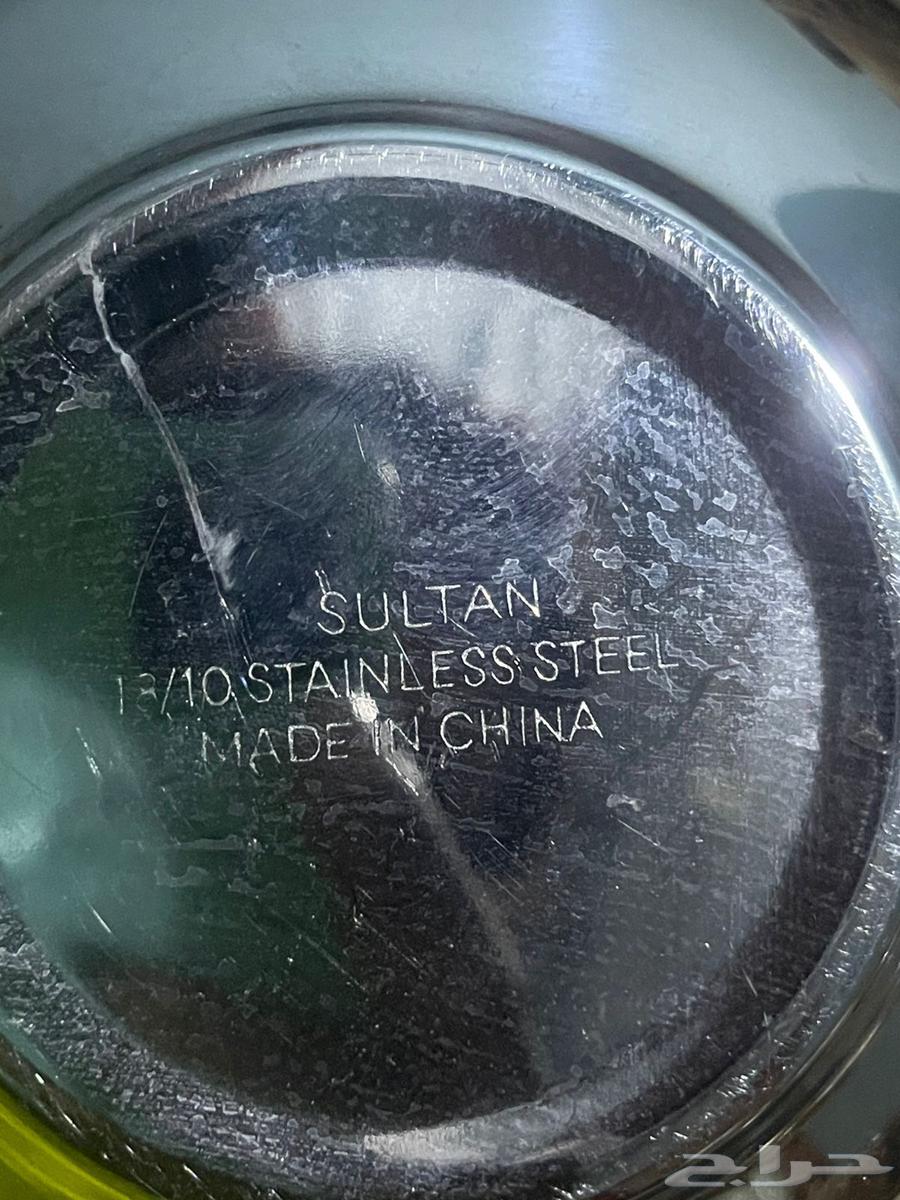 SULTAN
18/10 STAINLESS STEEL
MADE IN CHINA
حراج